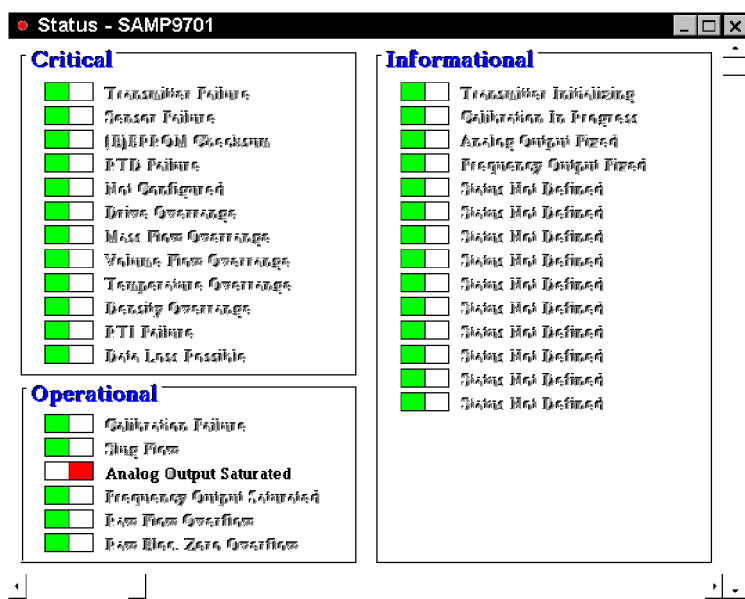 Status - SAMP9701
Critical
Transmitter Failure
Sensor Failure
(E)EPROM Checksum
RTD Failure
Not Configured
Drive Overrange
Mass Flow Overrange
Volume Flow Overrange
Temperature Overrange
Density Overrange
RTI Failure
Data Loss Possible
Operational
Calibration Failure
Slug Flow
Analog Output Saturated
Frequency Output Saturated
Raw Flow Overflow
Raw Elec. Zero Overflow
Informational
Transmitter Initializing
Calibration In Progress
Analog Output Fixed
Frequency Output Fixed
Status Not Defined
Status Not Defined
Status Not Defined
Status Not Defined
Status Not Defined
Status Not Defined
Status Not Defined
Status Not Defined
Status Not Defined
Status Not Defined